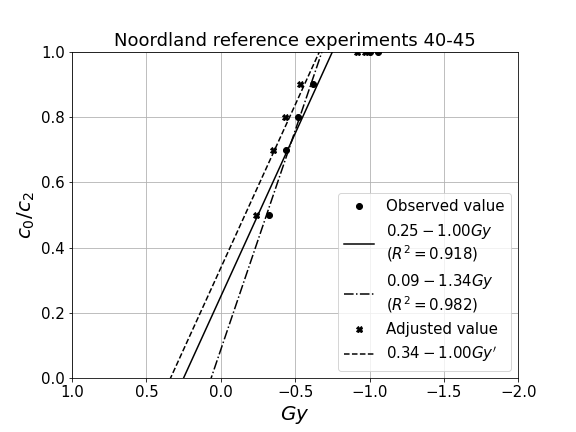 Noordland reference experiments 40-45
1.0
0.8
0.6
0.4
0.2
0.0
c₀/c₂
Observed value
0.25 − 1.00Gy
(R² = 0.918)
0.09 − 1.34Gy
(R² = 0.982)
Adjusted value
0.34 − 1.00Gy′
1.0 0.5 0.0 −0.5 −1.0 −1.5 −2.0
Gy